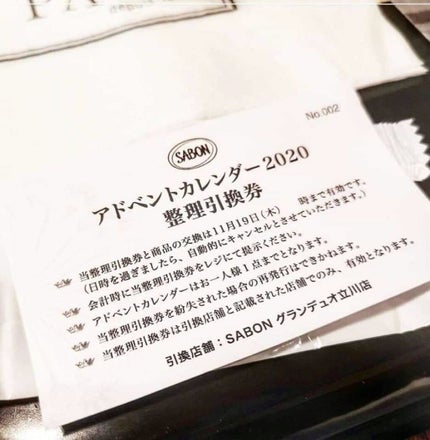 PA
depuis
No.002
SABON
アドベントカレンダー2020
整理引換券
当整理引換券と商品の交換は11月19日(木) 時まで有効です。
(日時を過ぎましたら、自動的にキャンセルとさせていただきます。)
会計時に当整理引換券をレジにて提示ください。
アドベントカレンダーはお一人様1点までとなります。
当整理引換券を紛失された場合の再発行はできかねます。
当整理引換券は引換店舗と記載された店舗でのみ、有効となります。
引換店舗:SABON グランデュオ立川店